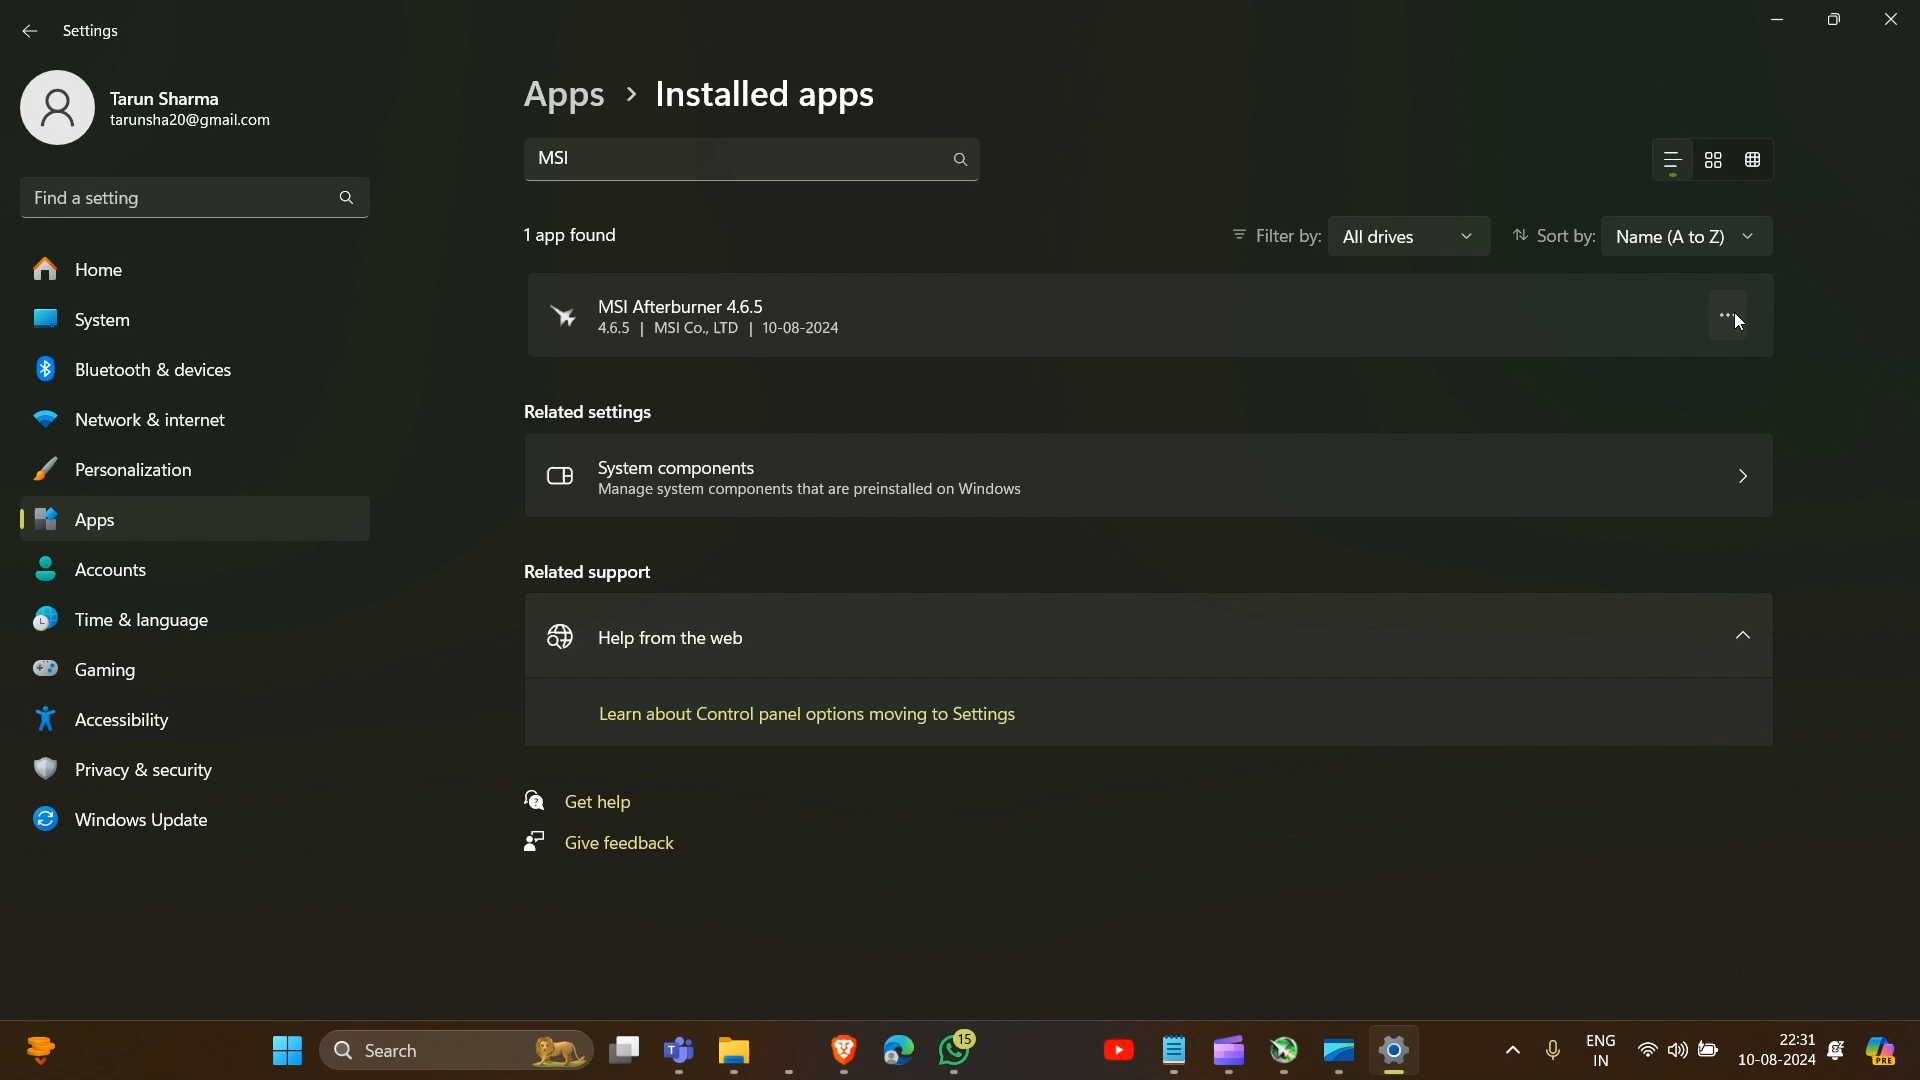 Settings
Tarun Sharma
tarunsha20@gmail.com
Find a setting
Home
System
Bluetooth & devices
Network & internet
Personalization
Apps
Accounts
Time & language
Gaming
Accessibility
Privacy & security
Windows Update
Apps > Installed apps
MSI
1 app found
Filter by: All drives
Sort by: Name (A to Z)
MSI Afterburner 4.6.5
4.6.5 | MSI Co., LTD | 10-08-2024
Related settings
System components
Manage system components that are preinstalled on Windows
Related support
Help from the web
Learn about Control panel options moving to Settings
Get help
Give feedback
Search
15
ENG
IN
22:31
10-08-2024
PRE